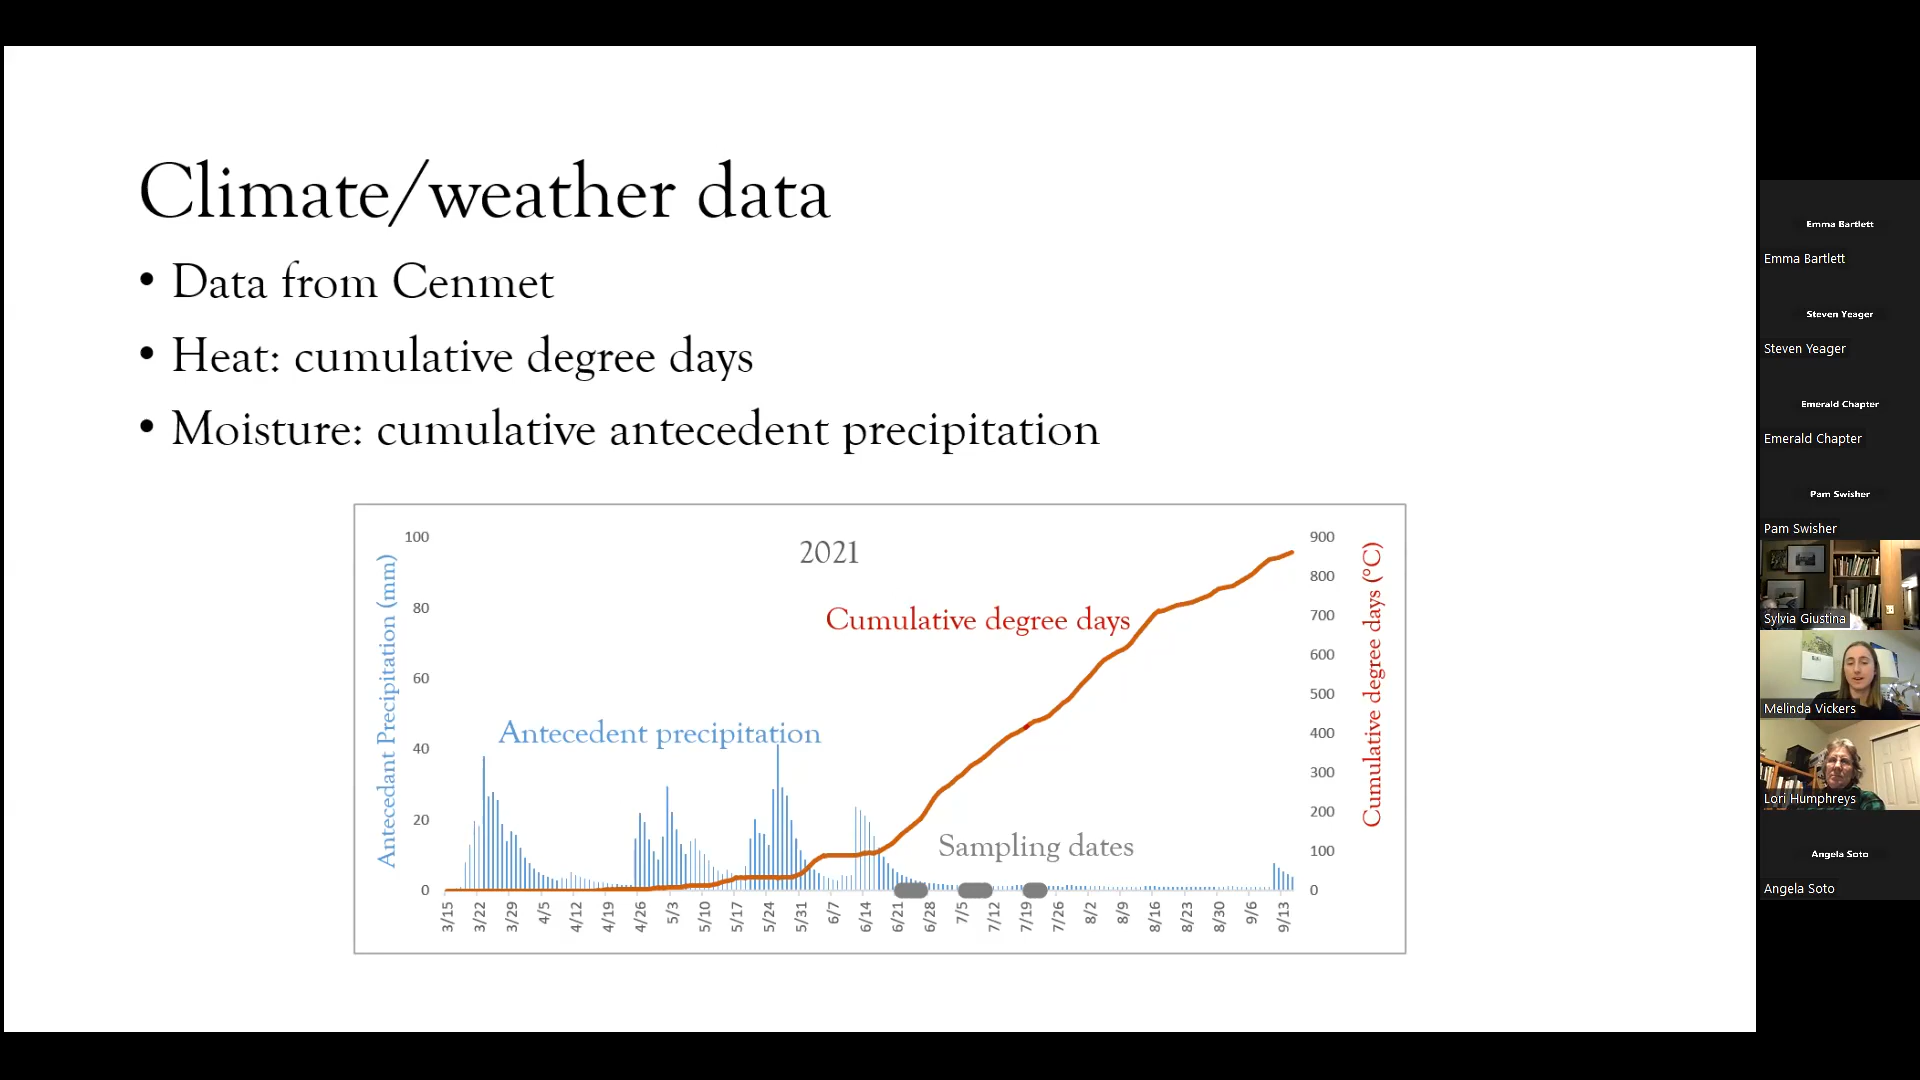 Climate/weather data
• Data from Cenmet
• Heat: cumulative degree days
• Moisture: cumulative antecedent precipitation
2021
Cumulative degree days
Antecedent precipitation
Sampling dates
Antecedant Precipitation (mm)
100
80
60
40
20
0
900
800
700
600
500
400
300
200
100
0
Cumulative degree days (°C)
3/15 3/22 3/29 4/5 4/12 4/19 4/26 5/3 5/10 5/17 5/24 5/31 6/7 6/14 6/21 6/28 7/5 7/12 7/19 7/26 8/2 8/9 8/16 8/23 8/30 9/6 9/13
Emma Bartlett
Emma Bartlett
Steven Yeager
Steven Yeager
Emerald Chapter
Emerald Chapter
Pam Swisher
Pam Swisher
Sylvia Giustina
Melinda Vickers
Lori Humphreys
Angela Soto
Angela Soto